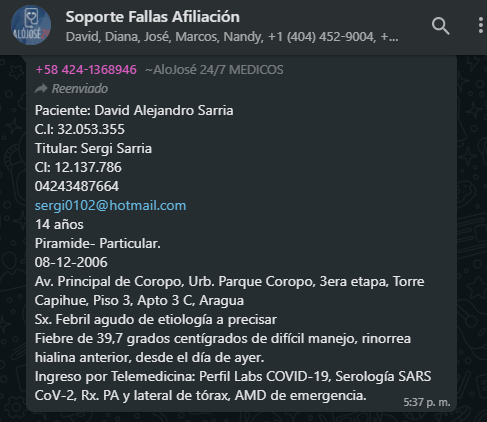 Soporte Fallas Afiliación
David, Diana, José, Marcos, Nandy, +1 (404) 452-9004, +...
ALOJOSÉ
+58 424-1368946 ~AloJosé 24/7 MEDICOS
Reenviado
Paciente: David Alejandro Sarria
C.I: 32.053.355
Titular: Sergi Sarria
CI: 12.137.786
04243487664
sergi0102@hotmail.com
14 años
Piramide- Particular.
08-12-2006
Av. Principal de Coropo, Urb. Parque Coropo, 3era etapa, Torre
Capihue, Piso 3, Apto 3 C, Aragua
Sx. Febril agudo de etiología a precisar
Fiebre de 39,7 grados centígrados de difícil manejo, rinorrea
hialina anterior, desde el día de ayer.
Ingreso por Telemedicina: Perfil Labs COVID-19, Serología SARS
CoV-2, Rx. PA y lateral de tórax, AMD de emergencia.
5:37 p. m.